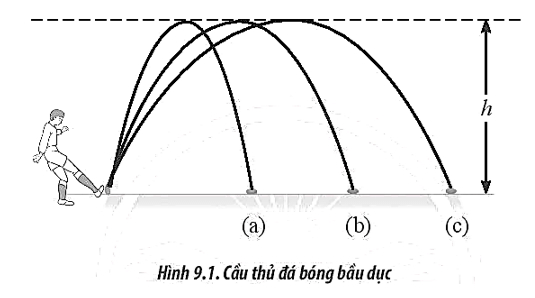 h
(a) (b) (c)
Hình 9.1. Cầu thủ đá bóng bầu dục